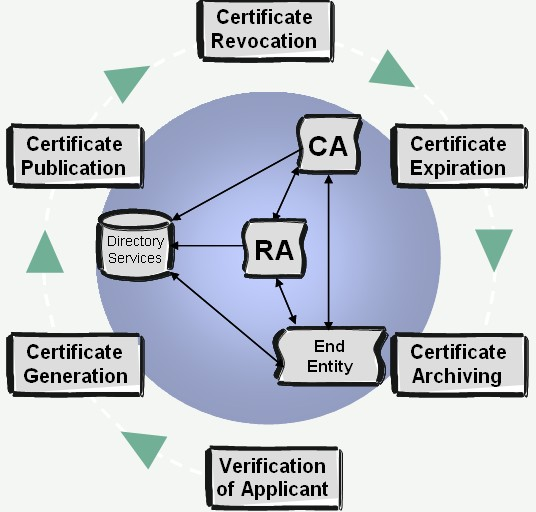 Certificate
Revocation
Certificate
Publication
CA
Certificate
Expiration
Directory
Services
RA
Certificate
Generation
End
Entity
Certificate
Archiving
Verification
of Applicant